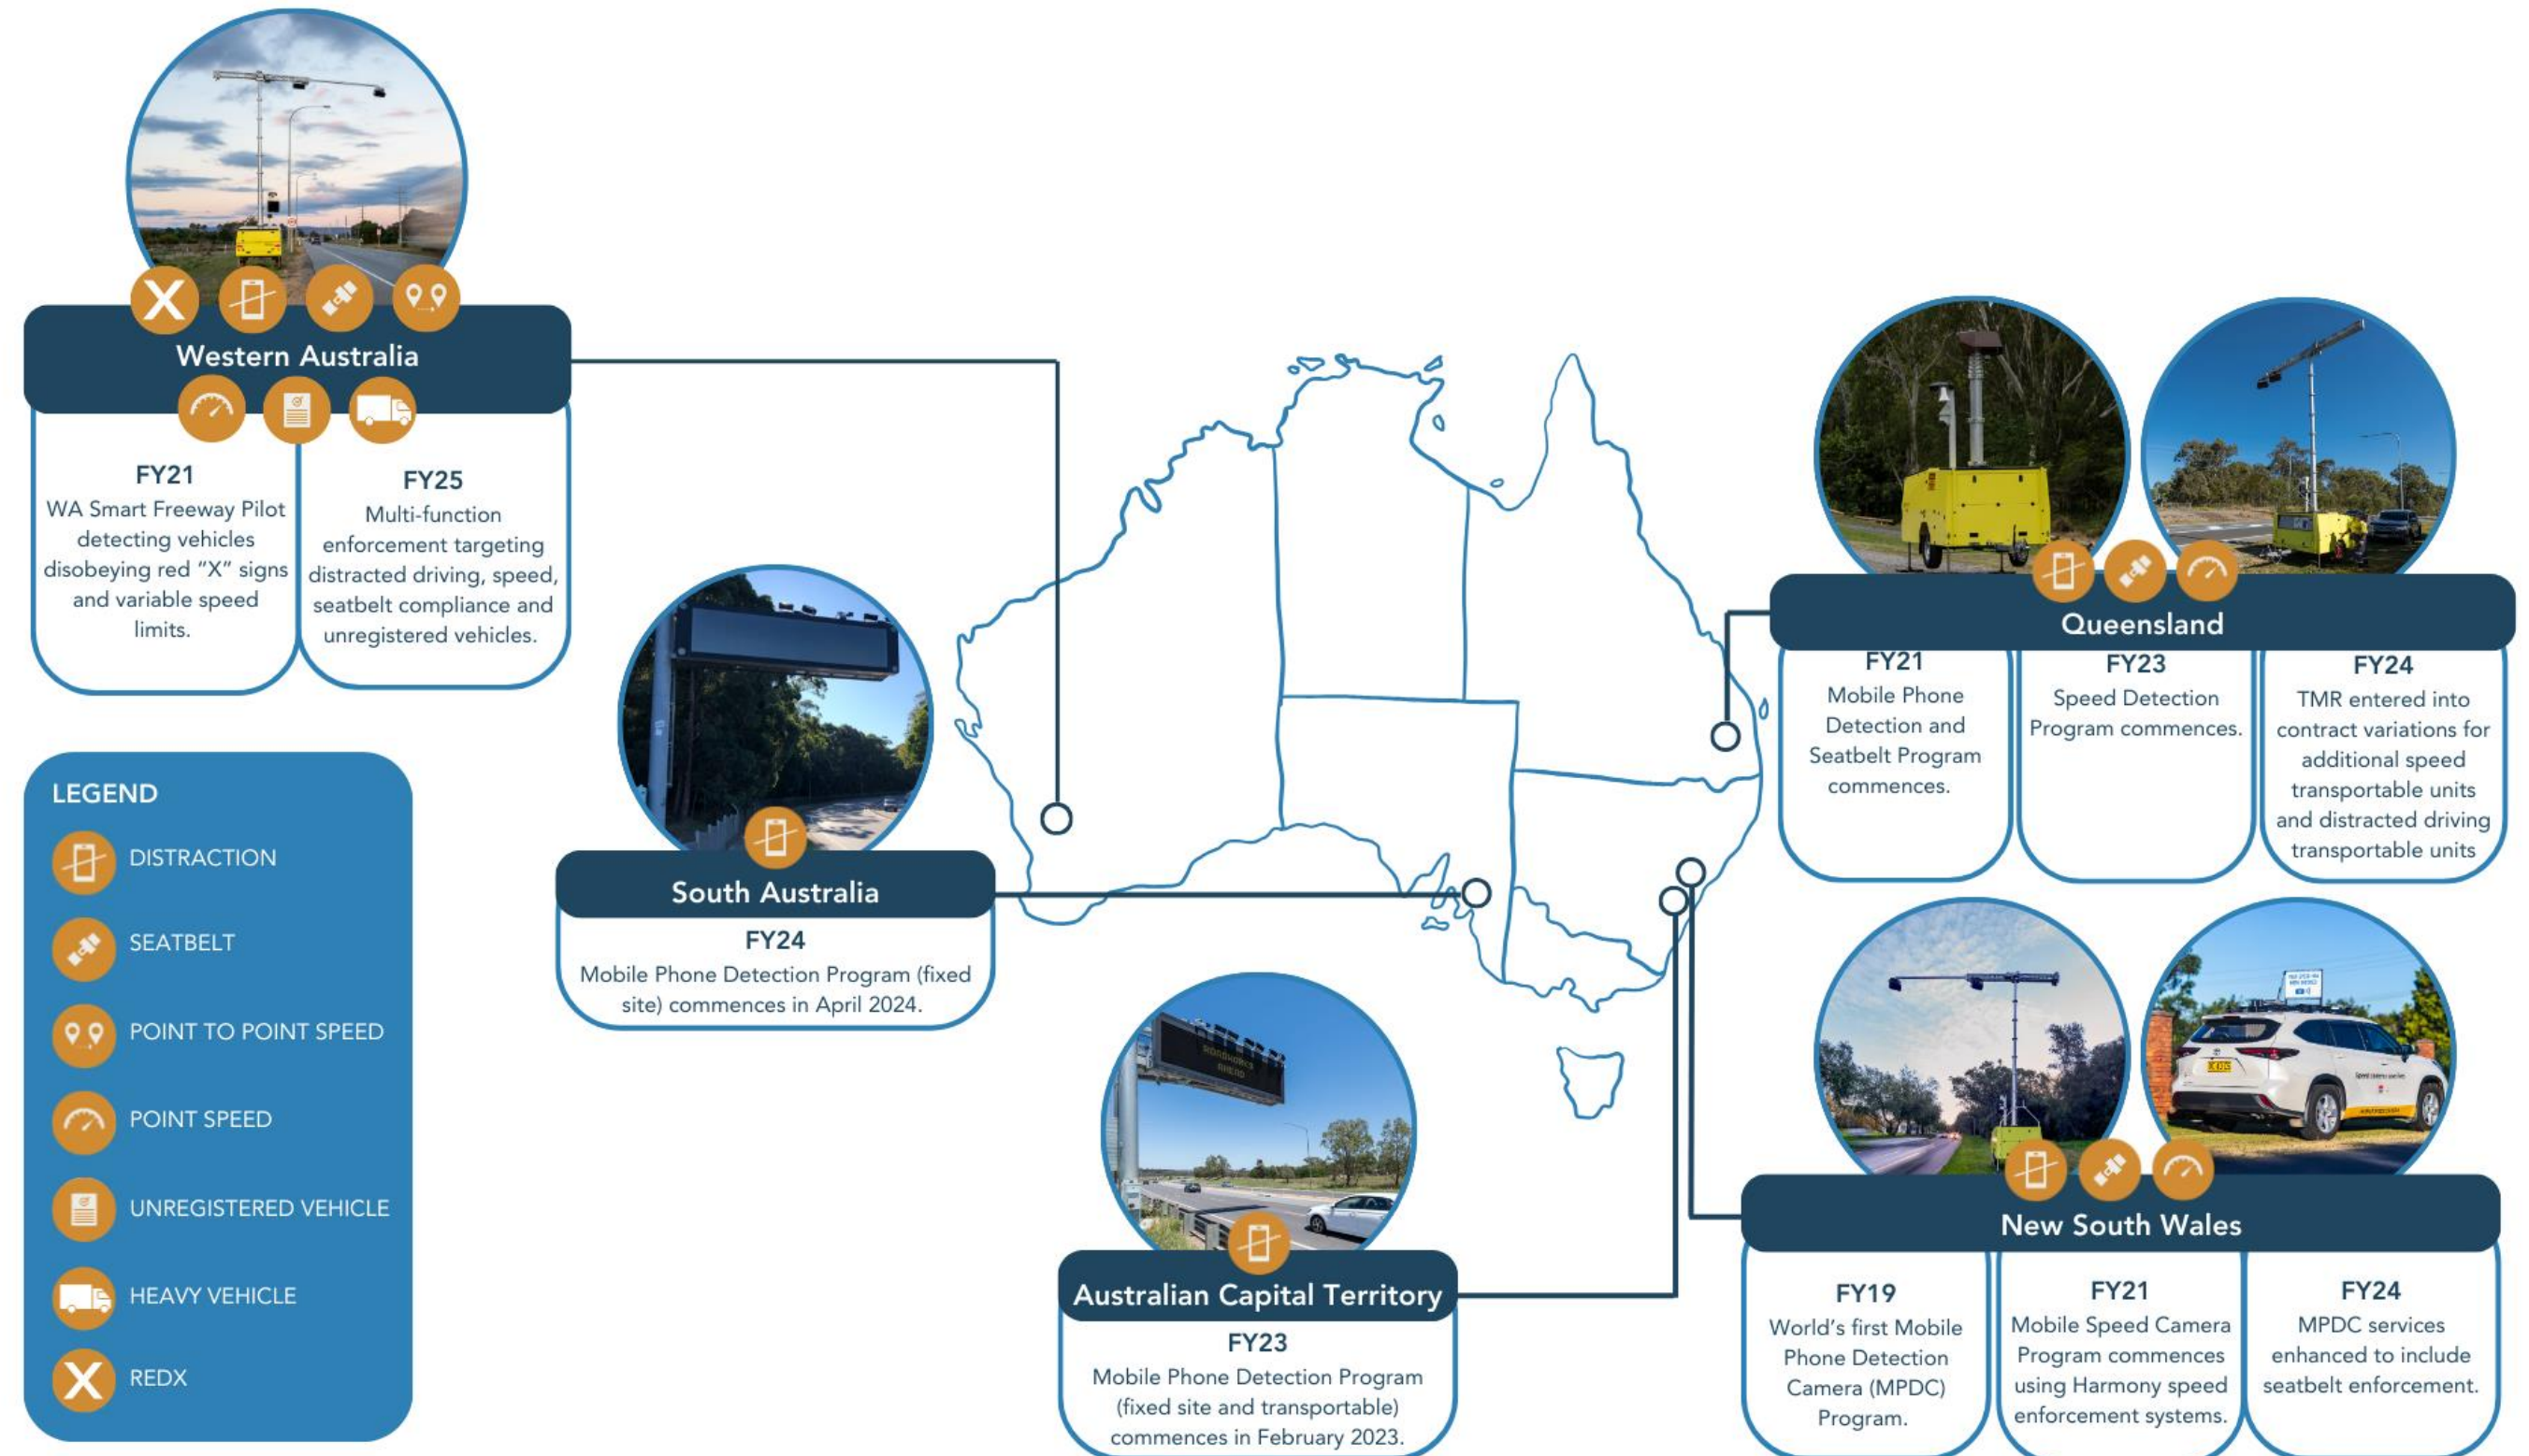 Western Australia
FY21
WA Smart Freeway Pilot
detecting vehicles
disobeying red “X” signs
and variable speed
limits.
FY25
Multi-function
enforcement targeting
distracted driving, speed,
seatbelt compliance and
unregistered vehicles.
LEGEND
DISTRACTION
SEATBELT
POINT TO POINT SPEED
POINT SPEED
UNREGISTERED VEHICLE
HEAVY VEHICLE
X
REDX
South Australia
FY24
Mobile Phone Detection Program (fixed
site) commences in April 2024.
ROADWORKS
AHEAD
Australian Capital Territory
FY23
Mobile Phone Detection Program
(fixed site and transportable)
commences in February 2023.
Queensland
FY21
Mobile Phone
Detection and
Seatbelt Program
commences.
FY23
Speed Detection
Program commences.
FY24
TMR entered into
contract variations for
additional speed
transportable units
and distracted driving
transportable units
New South Wales
FY19
World’s first Mobile
Phone Detection
Camera (MPDC)
Program.
FY21
Mobile Speed Camera
Program commences
using Harmony speed
enforcement systems.
FY24
MPDC services
enhanced to include
seatbelt enforcement.